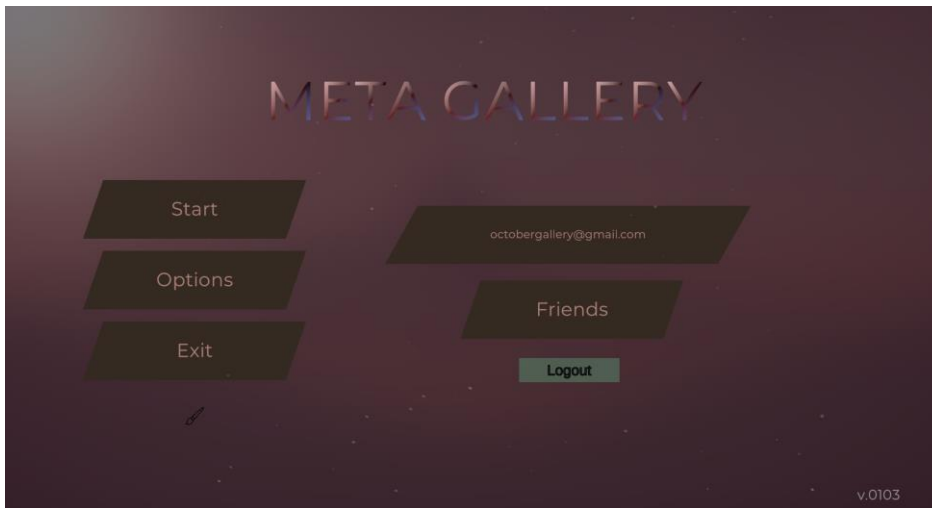 META GALLERY
Start
Options
Exit
octobergallery@gmail.com
Friends
Logout
v.0103